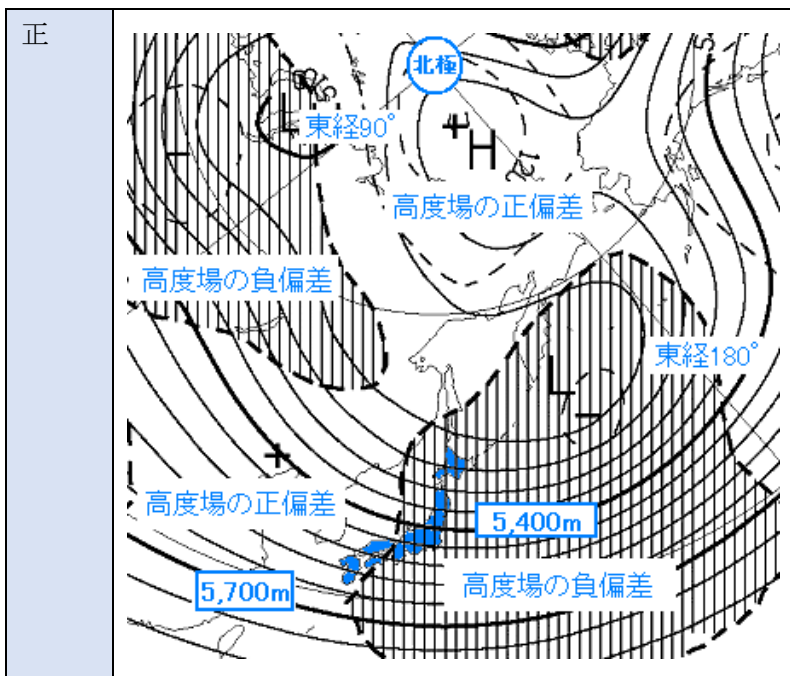 正
北極
L
東経90°
H
12
高度場の正偏差
高度場の負偏差
東経180°
L
高度場の正偏差
5,400m
高度場の負偏差
5,700m